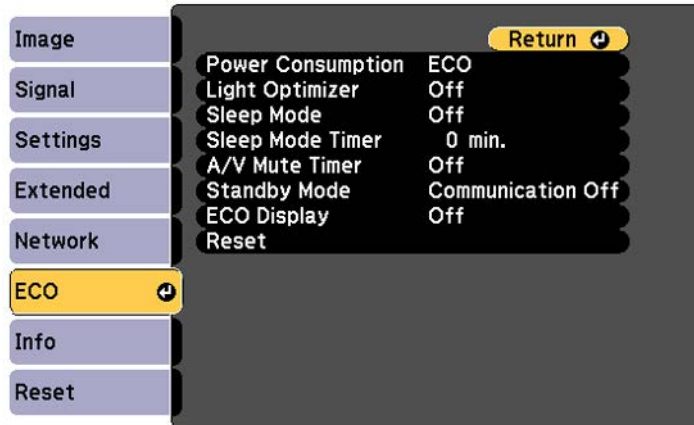 Image
Signal
Settings
Extended
Network
ECO
Info
Reset
Return
Power Consumption ECO
Light Optimizer Off
Sleep Mode Off
Sleep Mode Timer 0 min.
A/V Mute Timer Off
Standby Mode Communication Off
ECO Display Off
Reset